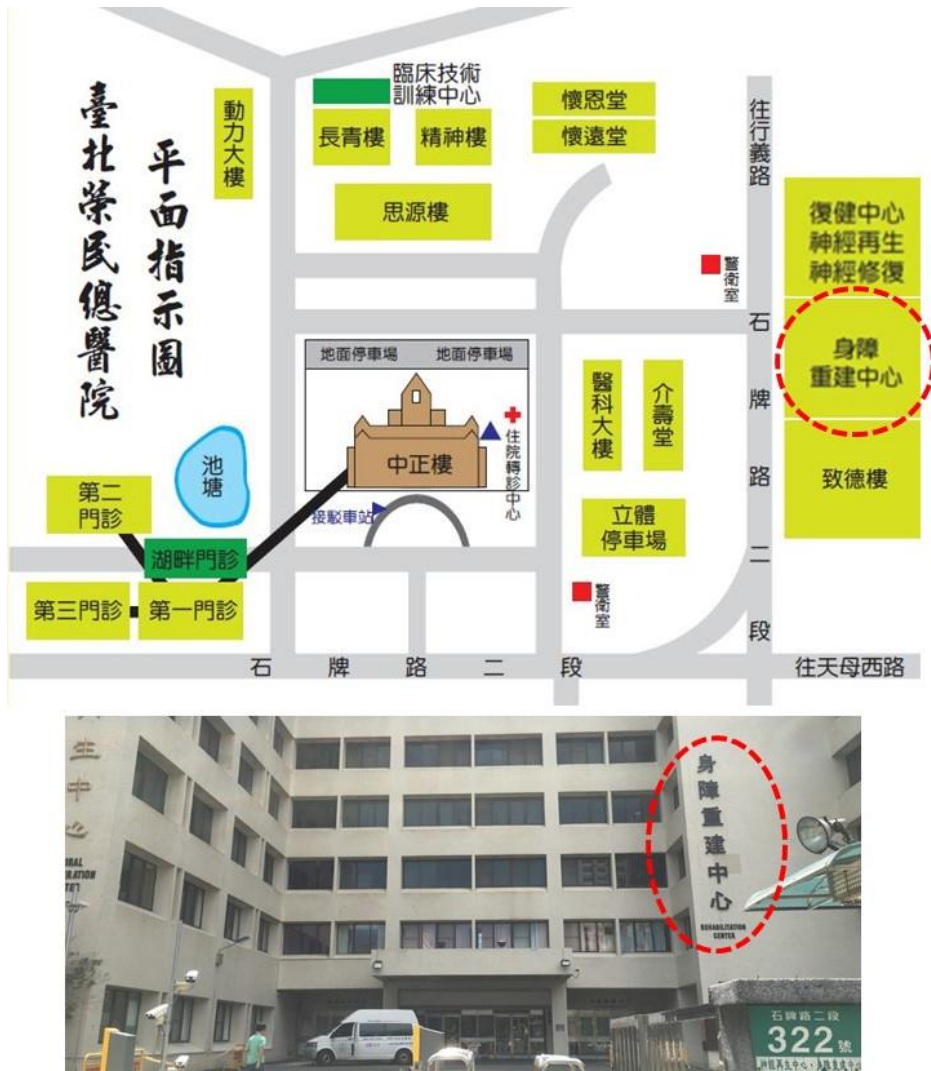 臺北榮民總醫院
平面指示圖
動力大樓
臨床技術
訓練中心
長青樓
精神樓
懷恩堂
懷遠堂
思源樓
往行義路
復健中心
神經再生
神經修復
警衛室
身障
重建中心
地面停車場
地面停車場
中正樓
住院轉診中心
醫科大樓
介壽堂
致德樓
石牌路二段
池塘
第二
門診
接駁車站
立體
停車場
湖畔門診
第三門診
第一門診
警衛室
石牌路二段
往天母西路
生中心
身障重建中心
REHABILITATION
CENTER
石牌路二段
322號